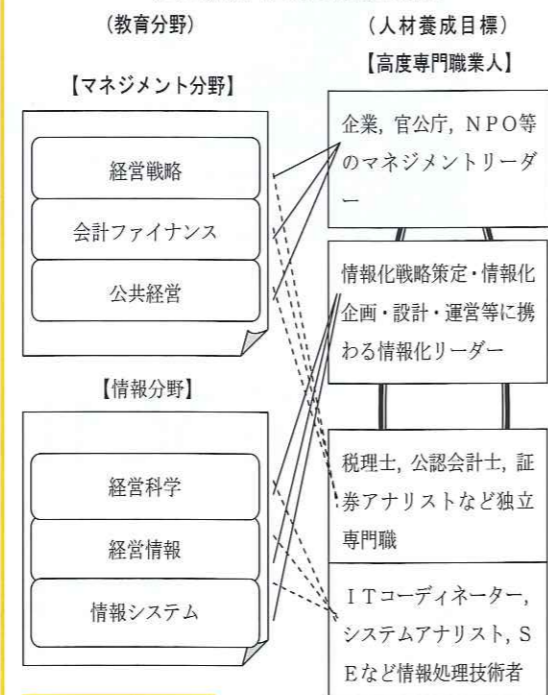 (教育分野)
【マネジメント分野】
経営戦略
会計ファイナンス
公共経営
【情報分野】
経営科学
経営情報
情報システム
(人材養成目標)
【高度専門職業人】
企業，官公庁，ＮＰＯ等
のマネジメントリーダ
ー
情報化戦略策定・情報化
企画・設計・運営等に携
わる情報化リーダー
税理士，公認会計士，証
券アナリストなど独立
専門職
ＩＴコーディネーター，
システムアナリスト，Ｓ
Ｅなど情報処理技術者